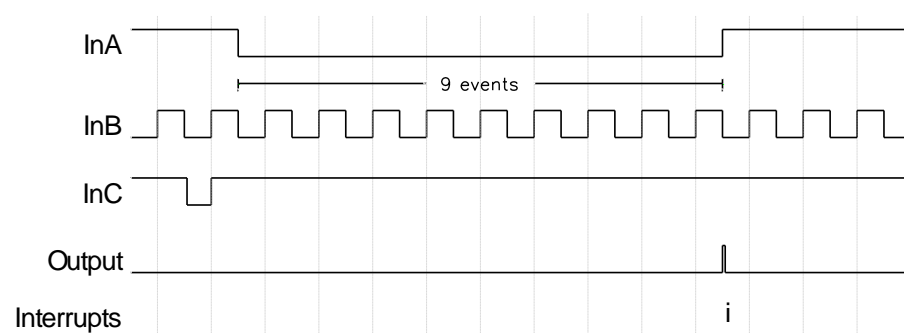 InA
9 events
InB
InC
Output
Interrupts i